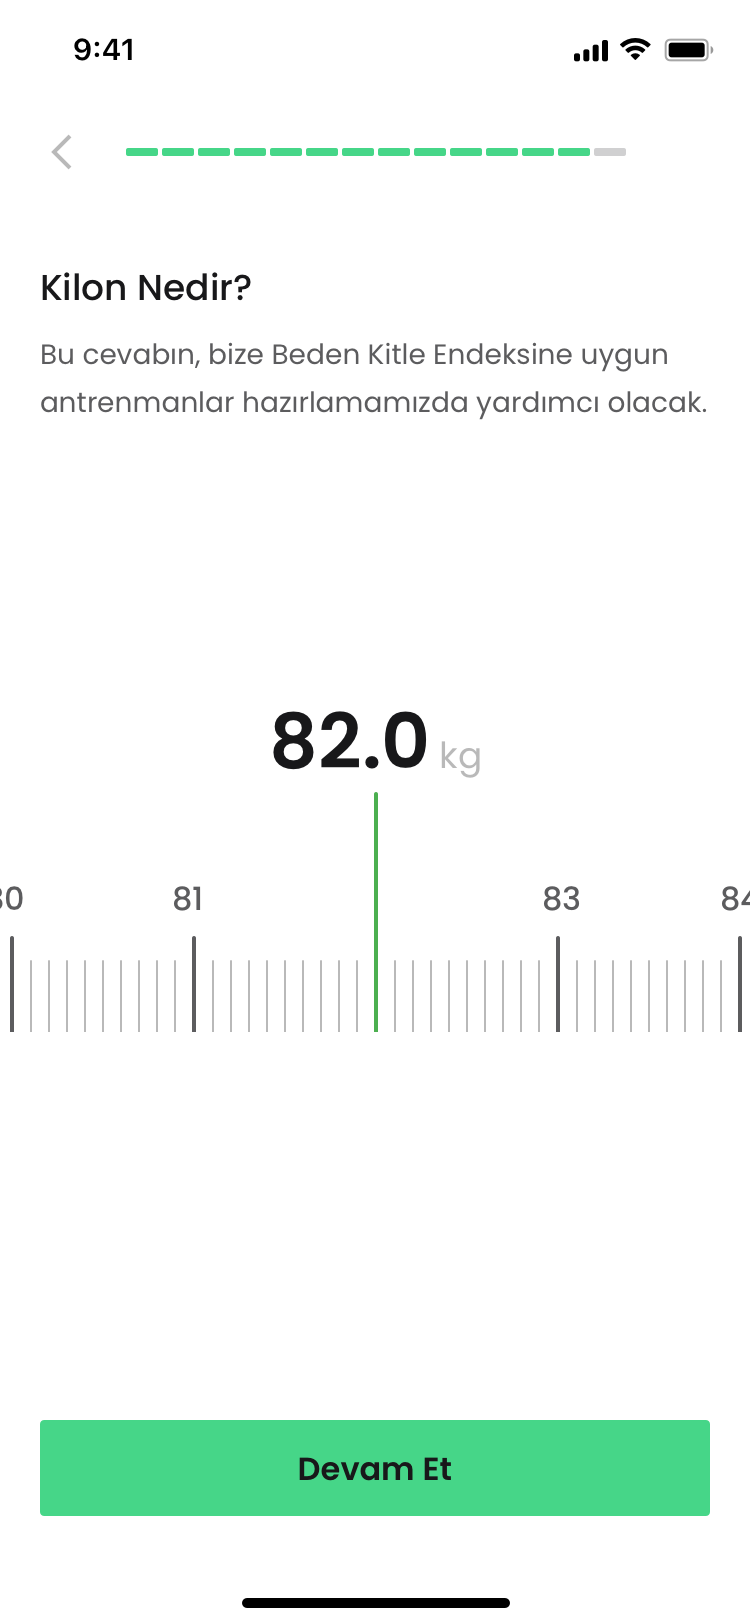 9:41
Kilon Nedir?
Bu cevabın, bize Beden Kitle Endeksine uygun
antrenmanlar hazırlamamızda yardımcı olacak.
82.0 kg
80 81 83 84
Devam Et